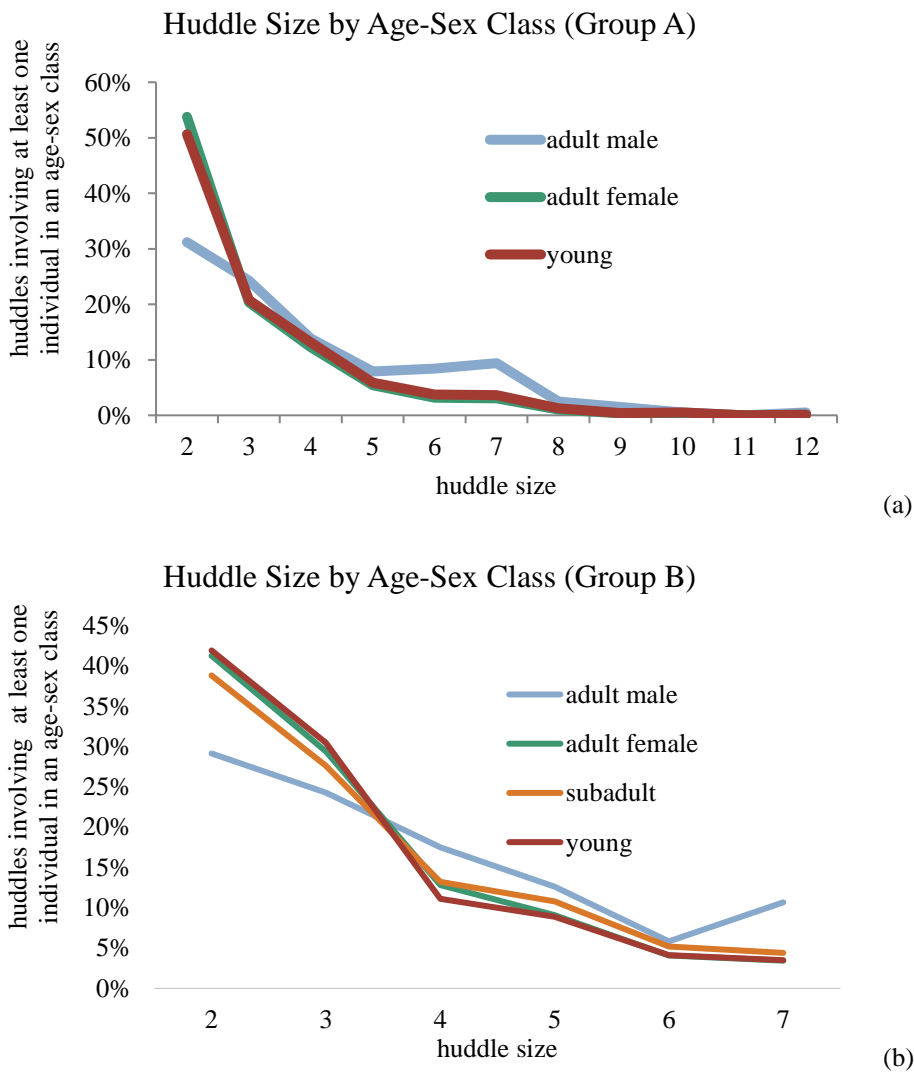 Huddle Size by Age-Sex Class (Group A)
huddles involving at least one
individual in an age-sex class
60%
50%
40%
30%
20%
10%
0%
adult male
adult female
young
2 3 4 5 6 7 8 9 10 11 12
huddle size
(a)
Huddle Size by Age-Sex Class (Group B)
huddles involving  at least one
individual in an age-sex class
45%
40%
35%
30%
25%
20%
15%
10%
5%
0%
adult male
adult female
subadult
young
2 3 4 5 6 7
huddle size
(b)